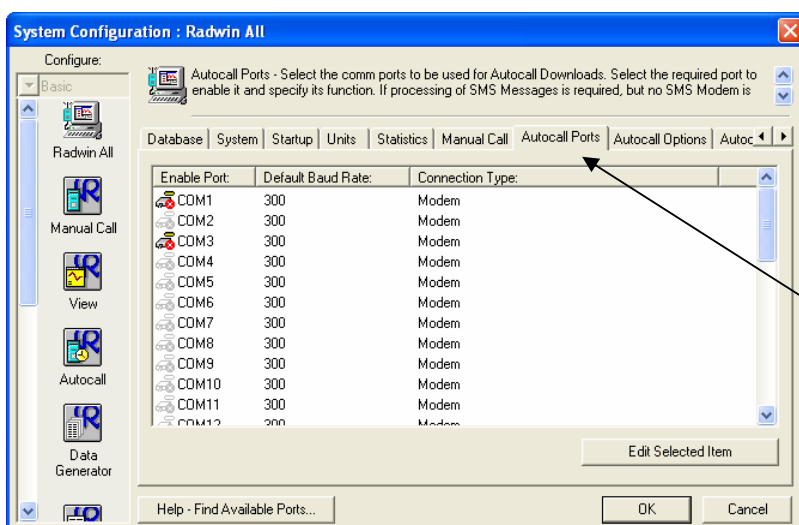 System Configuration : Radwin All
Configure:
Basic
Radwin All
Manual Call
View
Autocall
Data
Generator
Autocall Ports - Select the comm ports to be used for Autocall Downloads. Select the required port to
enable it and specify its function. If processing of SMS Messages is required, but no SMS Modem is
Database System Startup Units Statistics Manual Call Autocall Ports Autocall Options Autoc
Enable Port: Default Baud Rate: Connection Type:
COM1 300 Modem
COM2 300 Modem
COM3 300 Modem
COM4 300 Modem
COM5 300 Modem
COM6 300 Modem
COM7 300 Modem
COM8 300 Modem
COM9 300 Modem
COM10 300 Modem
COM11 300 Modem
COM12 300 Modem
Edit Selected Item
Help - Find Available Ports... OK Cancel